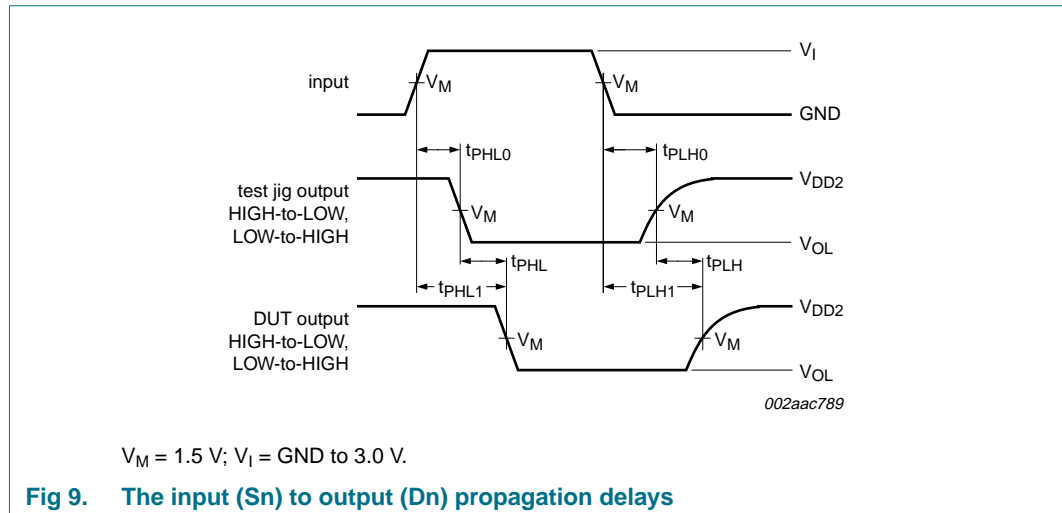 V_I
input
V_M
V_M
GND
t_PHL0
t_PLH0
V_DD2
test jig output
HIGH-to-LOW,
LOW-to-HIGH
V_M
V_M
V_OL
t_PHL
t_PLH
t_PHL1
t_PLH1
V_DD2
DUT output
HIGH-to-LOW,
LOW-to-HIGH
V_M
V_M
V_OL
002aac789
V_M = 1.5 V; V_I = GND to 3.0 V.
Fig 9. The input (Sn) to output (Dn) propagation delays